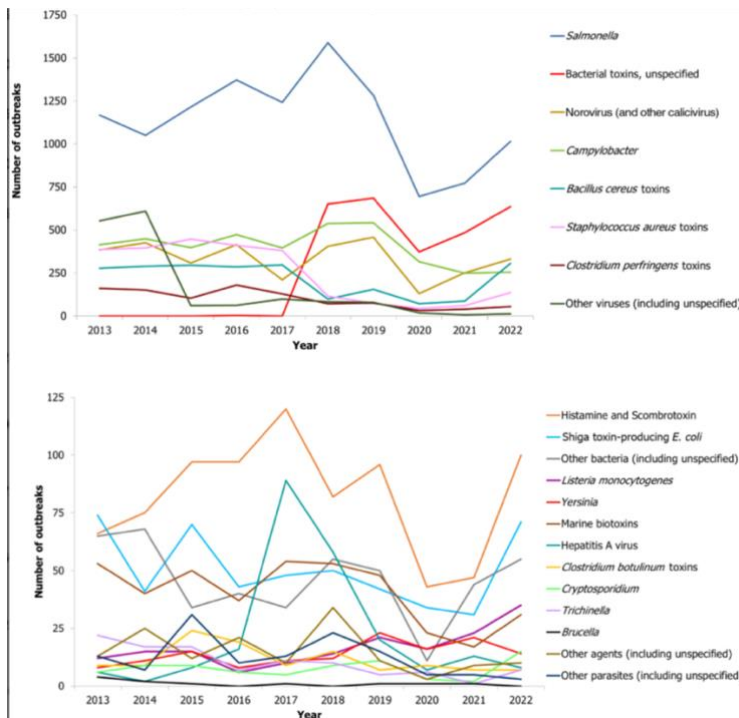 1750
1500
1250
1000
750
500
250
0
Number of outbreaks
2013 2014 2015 2016 2017 2018 2019 2020 2021 2022
Year
Salmonella
Bacterial toxins, unspecified
Norovirus (and other calicivirus)
Campylobacter
Bacillus cereus toxins
Staphylococcus aureus toxins
Clostridium perfringens toxins
Other viruses (including unspecified)
125
100
75
50
25
0
Number of outbreaks
2013 2014 2015 2016 2017 2018 2019 2020 2021 2022
Year
Histamine and Scombrotoxin
Shiga toxin-producing E. coli
Other bacteria (including unspecified)
Listeria monocytogenes
Yersinia
Marine biotoxins
Hepatitis A virus
Clostridium botulinum toxins
Cryptosporidium
Trichinella
Brucella
Other agents (including unspecified)
Other parasites (including unspecified